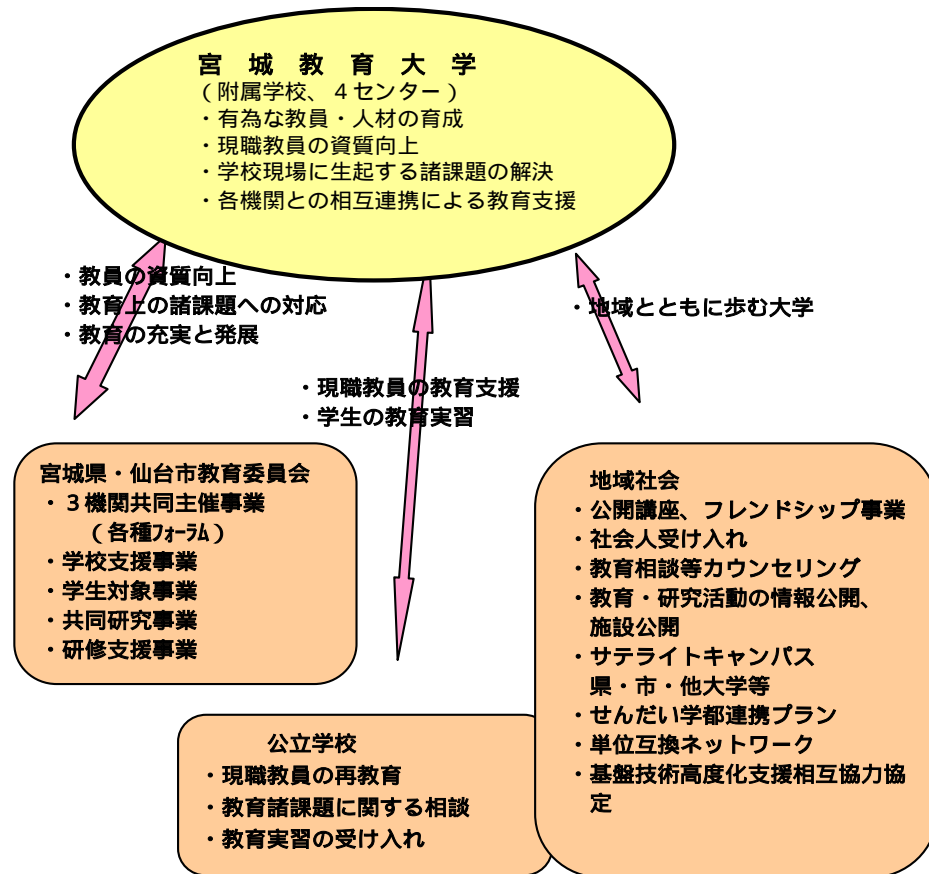 宮 城 教 育 大 学
（附属学校、４センター）
・有為な教員・人材の育成
・現職教員の資質向上
・学校現場に生起する諸課題の解決
・各機関との相互連携による教育支援
・教員の資質向上
・教育上の諸課題への対応
・教育の充実と発展
・現職教員の教育支援
・学生の教育実習
・地域とともに歩む大学
宮城県・仙台市教育委員会
・３機関共同主催事業
（各種ﾌｫｰﾗﾑ）
・学校支援事業
・学生対象事業
・共同研究事業
・研修支援事業
公立学校
・現職教員の再教育
・教育諸課題に関する相談
・教育実習の受け入れ
地域社会
・公開講座、フレンドシップ事業
・社会人受け入れ
・教育相談等カウンセリング
・教育・研究活動の情報公開、
施設公開
・サテライトキャンパス
県・市・他大学等
・せんだい学都連携プラン
・単位互換ネットワーク
・基盤技術高度化支援相互協力協
定